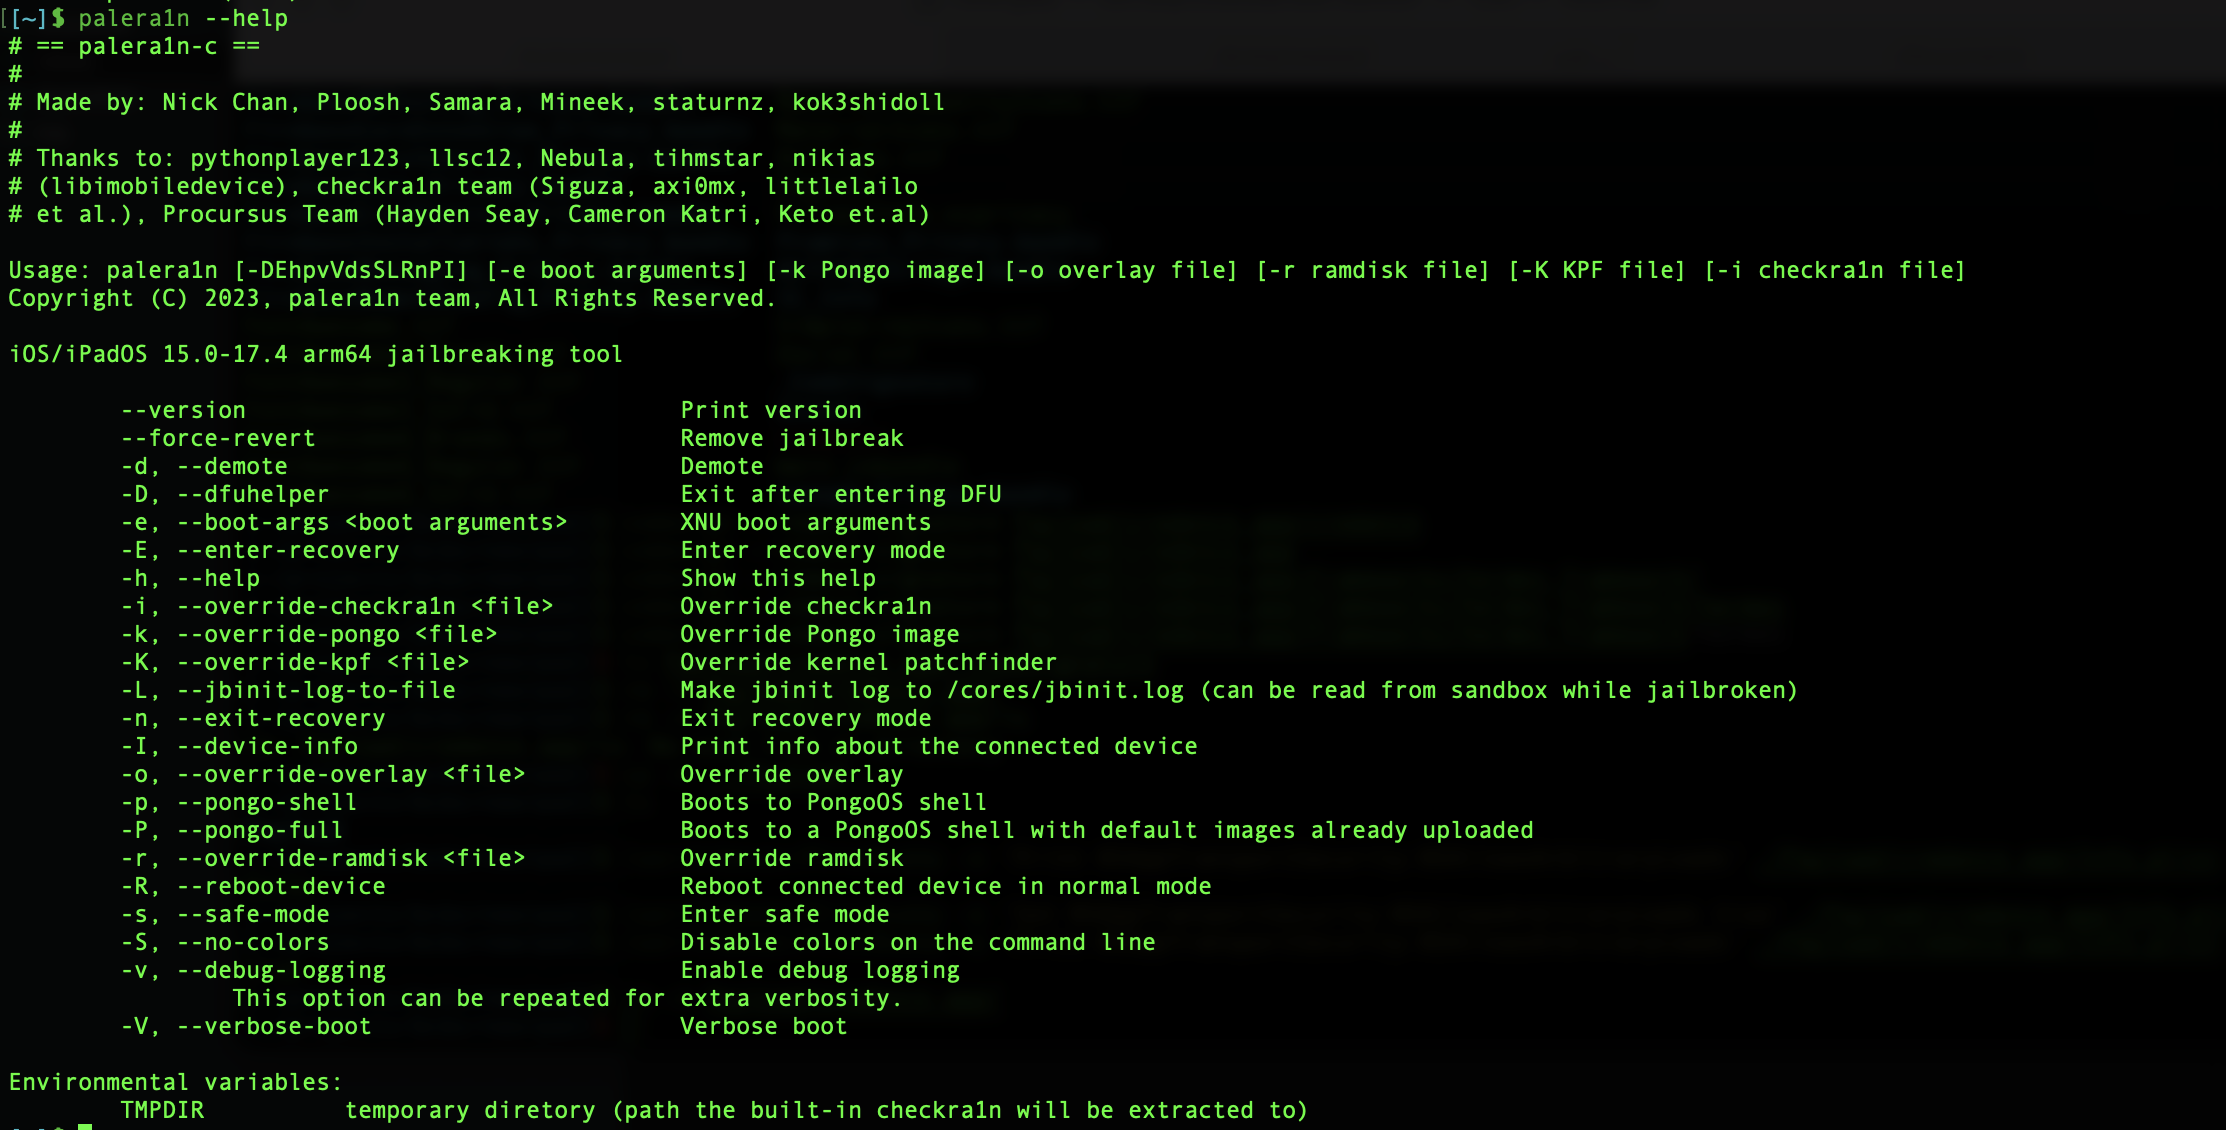 [[~]$ palera1n --help
# == palera1n-c ==
#
# Made by: Nick Chan, Ploosh, Samara, Mineek, staturnz, kok3shidoll
#
# Thanks to: pythonplayer123, llsc12, Nebula, tihmstar, nikias
# (libimobiledevice), checkra1n team (Siguza, axi0mx, littlelailo
# et al.), Procursus Team (Hayden Seay, Cameron Katri, Keto et.al)
Usage: palera1n [-DEhpvVdsSLRnPI] [-e boot arguments] [-k Pongo image] [-o overlay file] [-r ramdisk file] [-K KPF file] [-i checkra1n file]
Copyright (C) 2023, palera1n team, All Rights Reserved.
iOS/iPadOS 15.0-17.4 arm64 jailbreaking tool
--version Print version
--force-revert Remove jailbreak
-d, --demote Demote
-D, --dfuhelper Exit after entering DFU
-e, --boot-args <boot arguments> XNU boot arguments
-E, --enter-recovery Enter recovery mode
-h, --help Show this help
-i, --override-checkra1n <file> Override checkra1n
-k, --override-pongo <file> Override Pongo image
-K, --override-kpf <file> Override kernel patchfinder
-L, --jbinit-log-to-file Make jbinit log to /cores/jbinit.log (can be read from sandbox while jailbroken)
-n, --exit-recovery Exit recovery mode
-I, --device-info Print info about the connected device
-o, --override-overlay <file> Override overlay
-p, --pongo-shell Boots to PongoOS shell
-P, --pongo-full Boots to a PongoOS shell with default images already uploaded
-r, --override-ramdisk <file> Override ramdisk
-R, --reboot-device Reboot connected device in normal mode
-s, --safe-mode Enter safe mode
-S, --no-colors Disable colors on the command line
-v, --debug-logging Enable debug logging
This option can be repeated for extra verbosity.
-V, --verbose-boot Verbose boot
Environmental variables:
TMPDIR temporary diretory (path the built-in checkra1n will be extracted to)